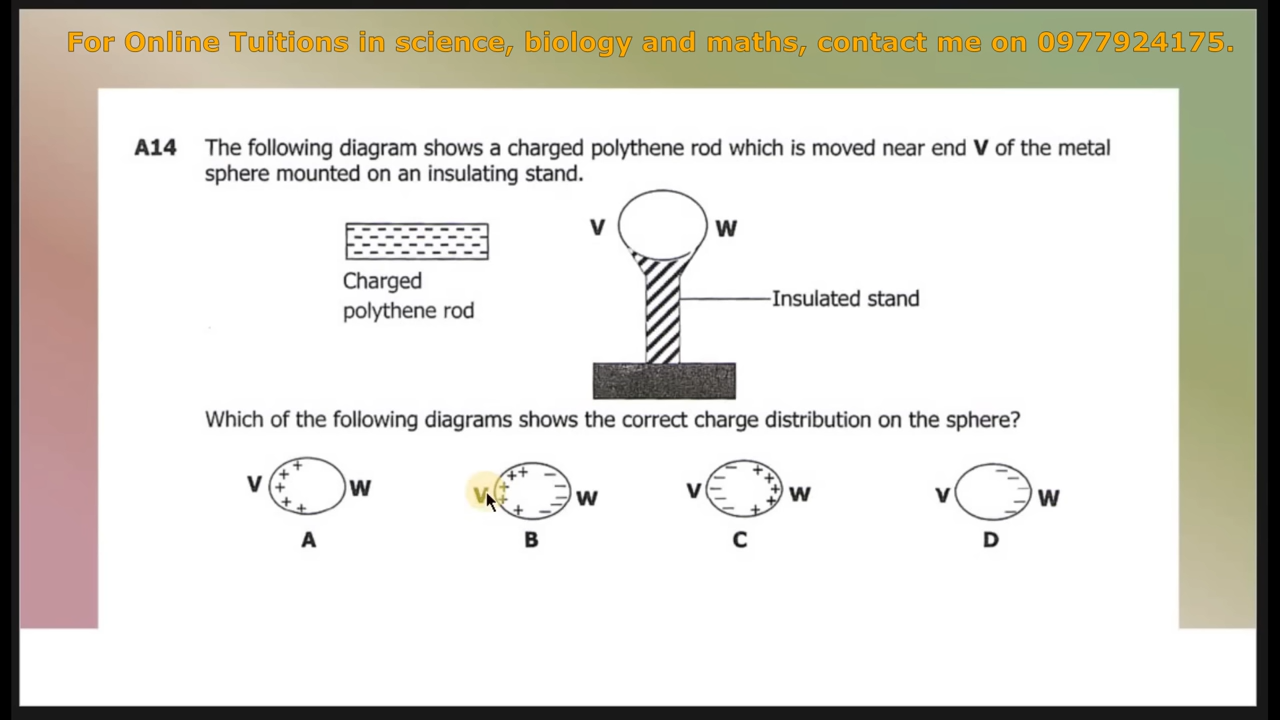 For Online Tuitions in science, biology and maths, contact me on 0977924175.
A14 The following diagram shows a charged polythene rod which is moved near end V of the metal
sphere mounted on an insulating stand.
V W
Charged
polythene rod
Insulated stand
Which of the following diagrams shows the correct charge distribution on the sphere?
V W V W V W V W
A B C D